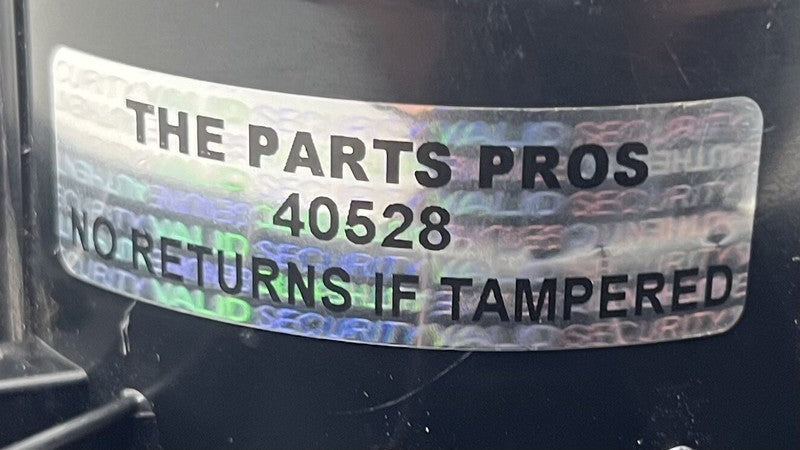 THE PARTS PROS
40528
NO RETURNS IF TAMPERED